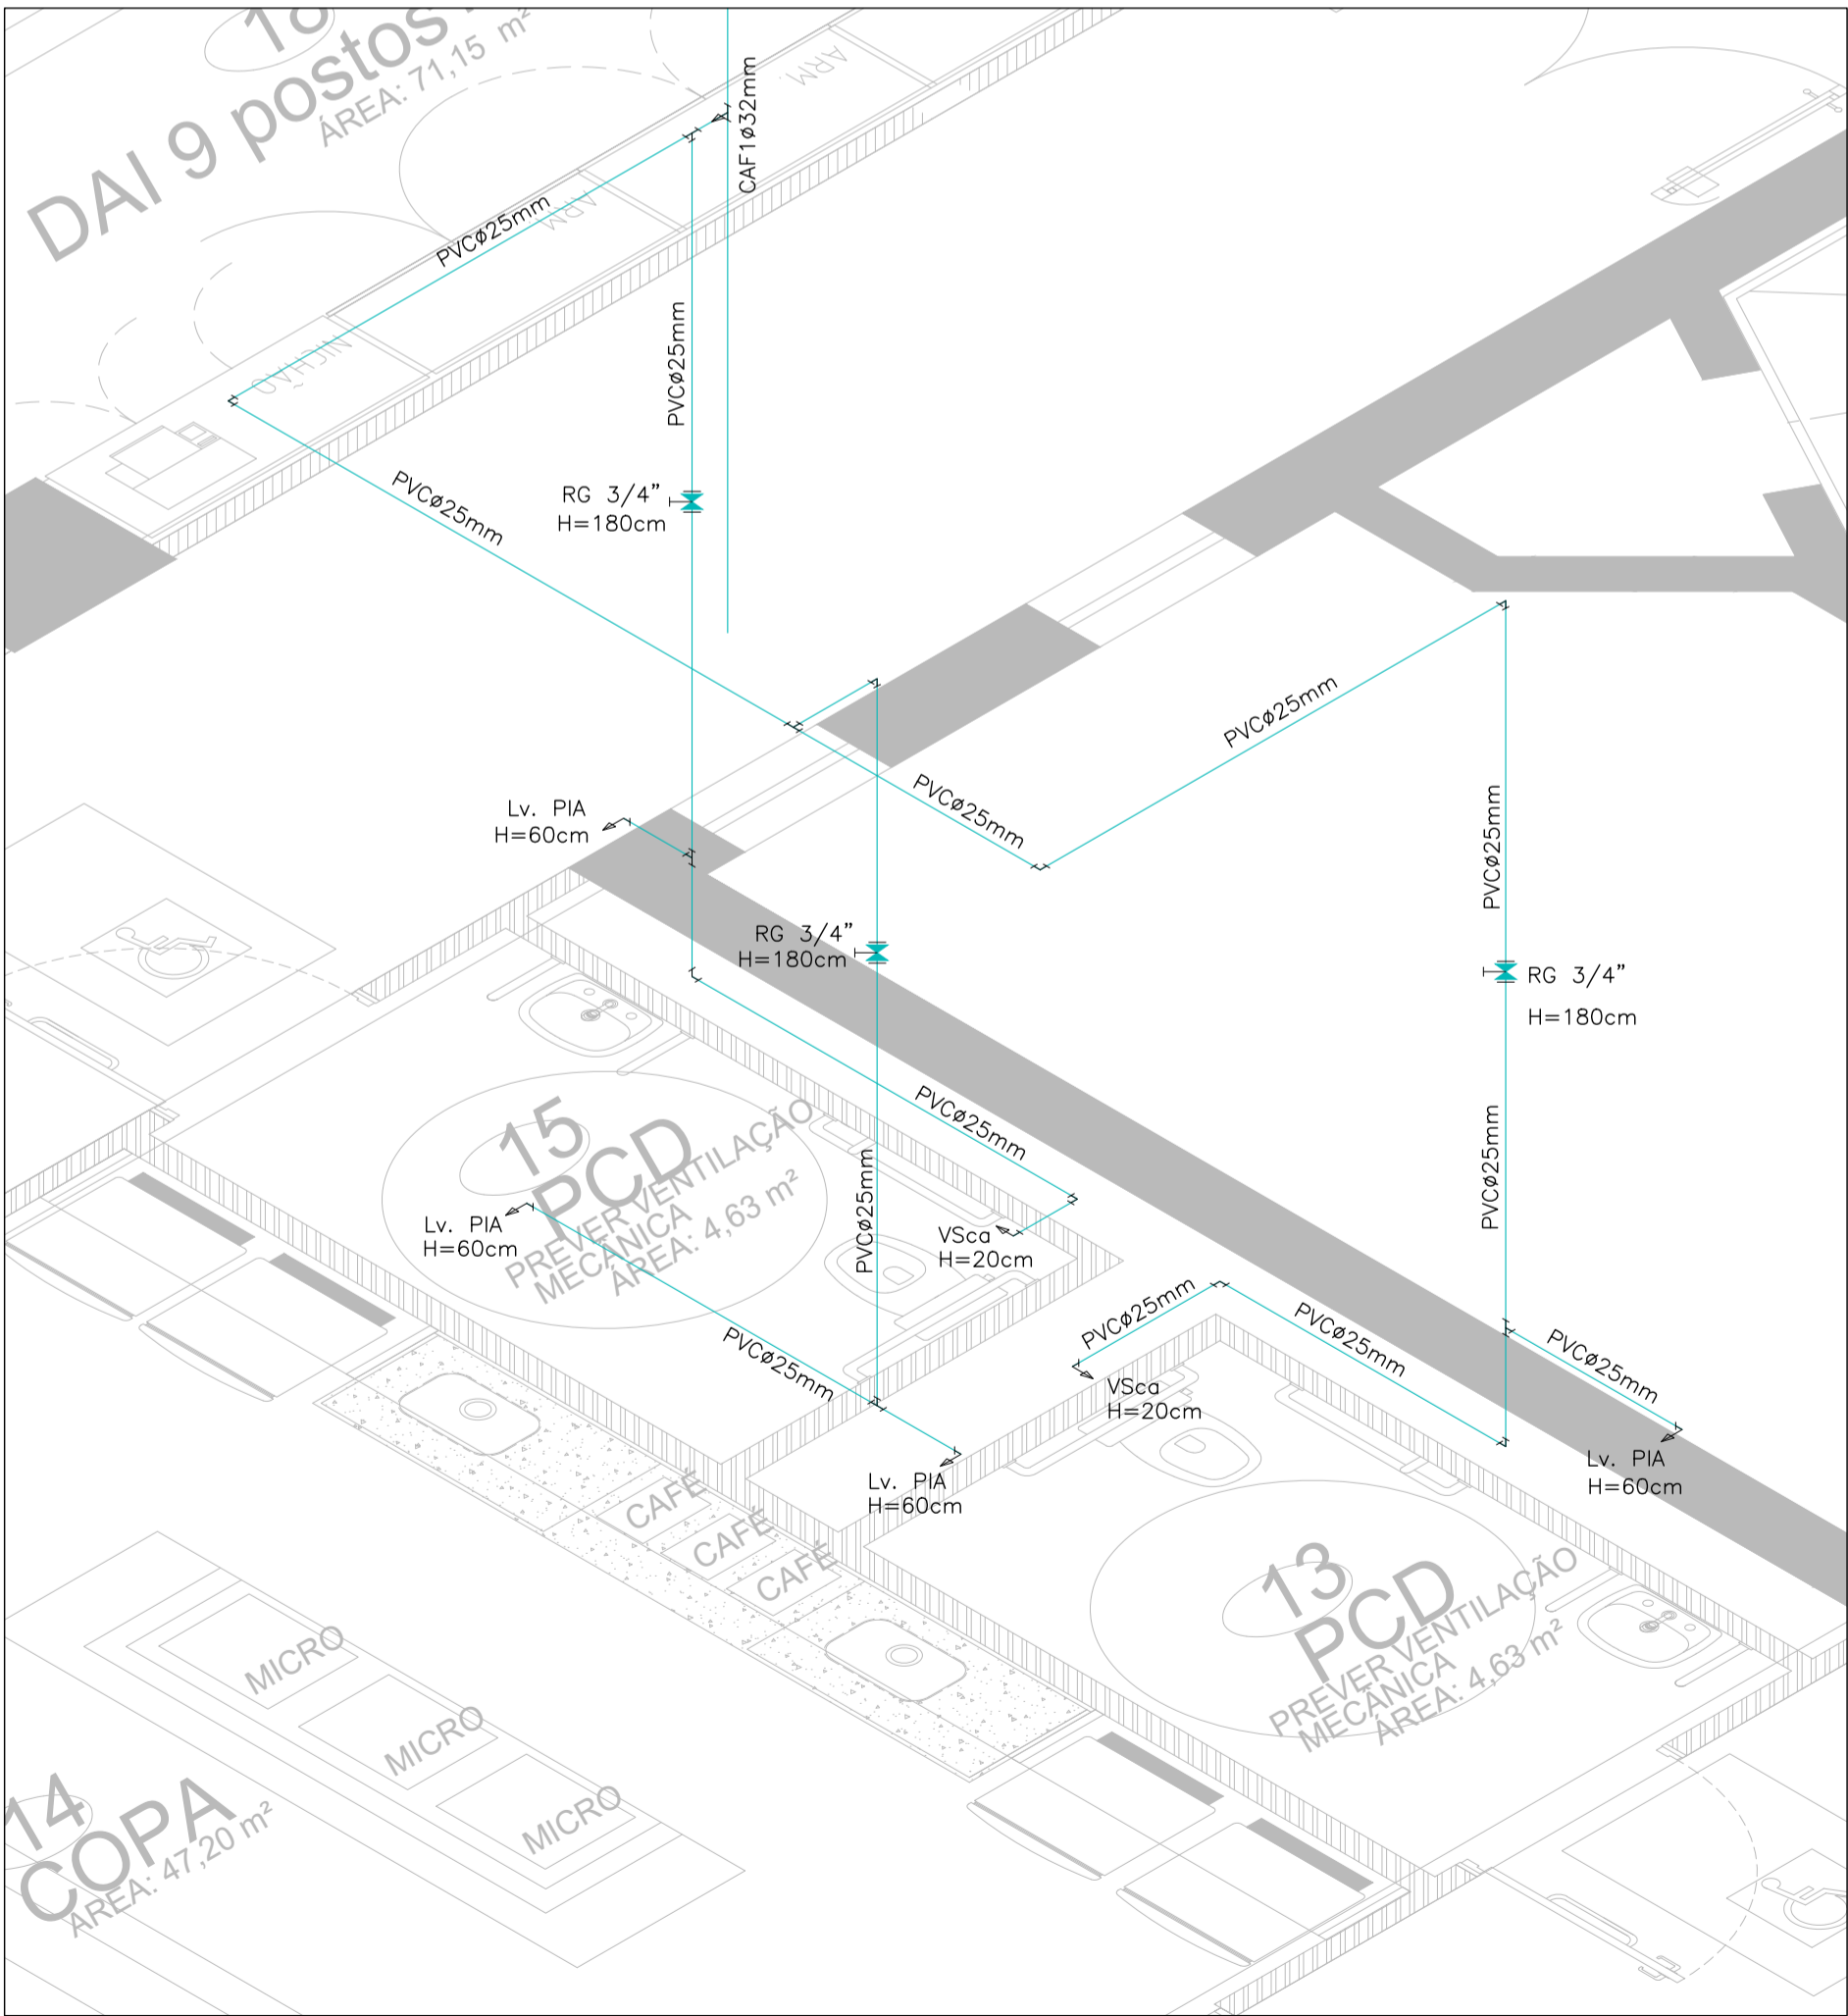 18
DAI 9 postos
ÁREA: 71,15 m²
ARM.
CAF1ø32mm
ARM.
PVCø25mm
NICHO
PVCø25mm
PVCø25mm
RG 3/4”
H=180cm
PVCø25mm
PVCø25mm
PVCø25mm
Lv. PIA
H=60cm
RG 3/4”
H=180cm
RG 3/4”
H=180cm
PVCø25mm
15
PCD
PREVER VENTILAÇÃO
MECÂNICA
ÁREA: 4,63 m²
PVCø25mm
PVCø25mm
Lv. PIA
H=60cm
VSca
H=20cm
PVCø25mm
PVCø25mm
PVCø25mm
PVCø25mm
VSca
H=20cm
Lv. PIA
H=60cm
Lv. PIA
H=60cm
CAFÉ
CAFÉ
CAFÉ
13
PCD
PREVER VENTILAÇÃO
MECÂNICA
ÁREA: 4,63 m²
MICRO
MICRO
MICRO
14
COPA
ÁREA: 47,20 m²